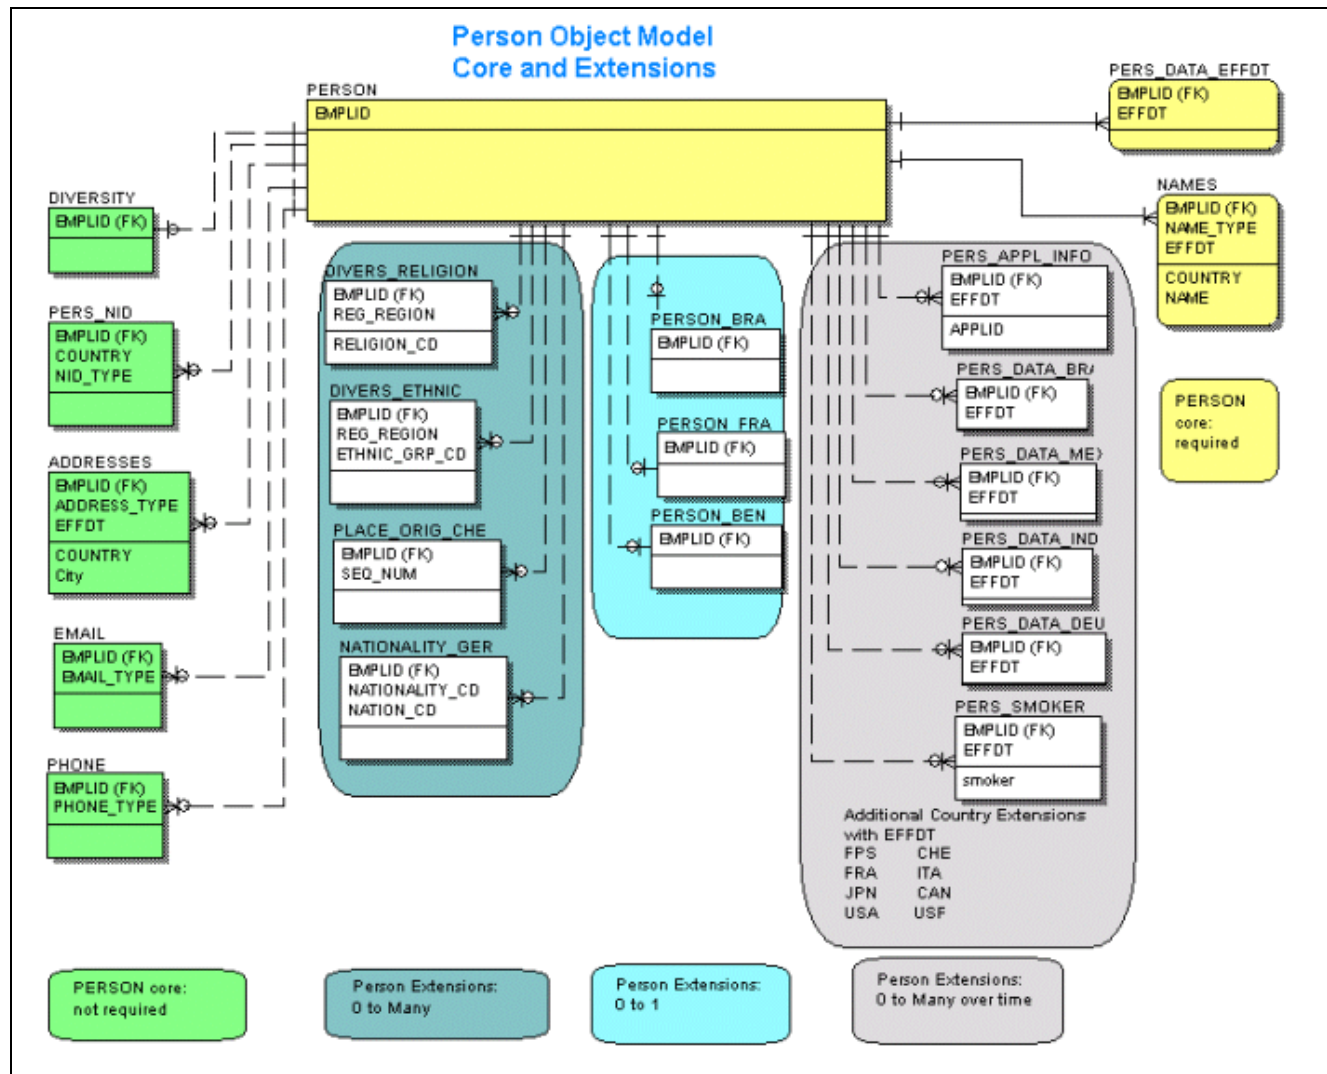 Person Object Model
Core and Extensions
PERSON
EMPLID
PERS_DATA_EFFDT
EMPLID (FK)
EFFDT
NAMES
EMPLID (FK)
NAME_TYPE
EFFDT
COUNTRY
NAME
PERSON
core:
required
DIVERSITY
EMPLID (FK)
PERS_NID
EMPLID (FK)
COUNTRY
NID_TYPE
ADDRESSES
EMPLID (FK)
ADDRESS_TYPE
EFFDT
COUNTRY
City
EMAIL
EMPLID (FK)
EMAIL_TYPE
PHONE
EMPLID (FK)
PHONE_TYPE
DIVERS_RELIGION
EMPLID (FK)
REG_REGION
RELIGION_CD
DIVERS_ETHNIC
EMPLID (FK)
REG_REGION
ETHNIC_GRP_CD
PLACE_ORIG_CHE
EMPLID (FK)
SEQ_NUM
NATIONALITY_GER
EMPLID (FK)
NATIONALITY_CD
NATION_CD
PERSON_BRA
EMPLID (FK)
PERSON_FRA
EMPLID (FK)
PERSON_BEN
EMPLID (FK)
PERS_APPL_INFO
EMPLID (FK)
EFFDT
APPLID
PERS_DATA_BRA
EMPLID (FK)
EFFDT
PERS_DATA_MEX
EMPLID (FK)
EFFDT
PERS_DATA_IND
EMPLID (FK)
EFFDT
PERS_DATA_DEU
EMPLID (FK)
EFFDT
PERS_SMOKER
EMPLID (FK)
EFFDT
smoker
Additional Country Extensions
with EFFDT
FPS CHE
FRA ITA
JPN CAN
USA USF
PERSON core:
not required
Person Extensions:
0 to Many
Person Extensions:
0 to 1
Person Extensions:
0 to Many over time